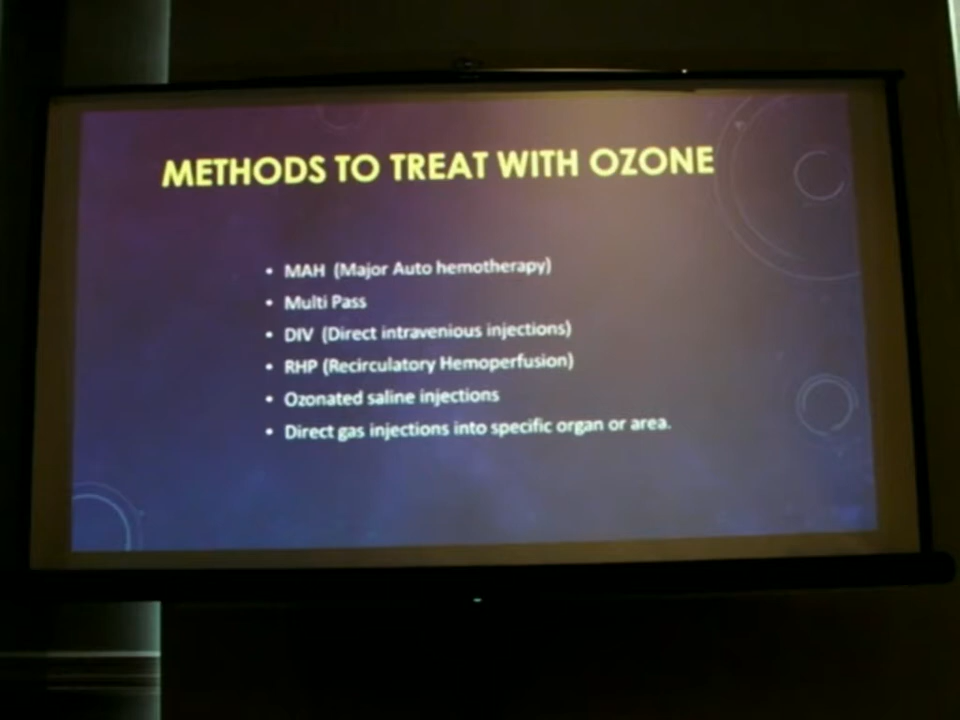 METHODS TO TREAT WITH OZONE
• MAH (Major Auto hemotherapy)
• Multi Pass
• DIV (Direct intravenious injections)
• RHP (Recirculatory Hemoperfusion)
• Ozonated saline injections
• Direct gas injections into specific organ or area.